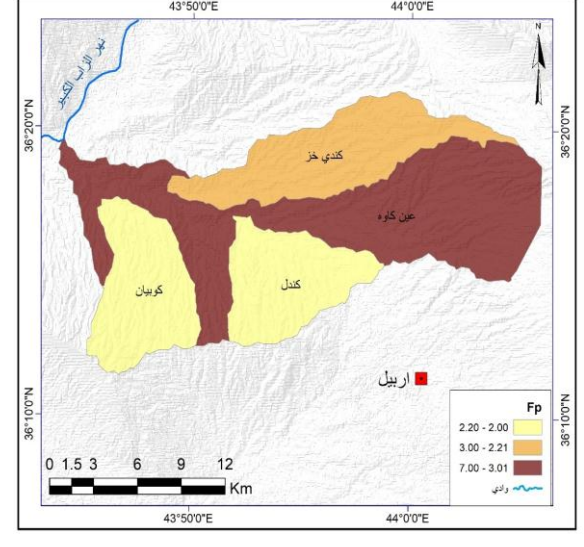 43°50'0"E
44°0'0"E
N
نهر الزاب الكبير
36°20'0"N
36°20'0"N
كندي خز
عين كاوه
كوبيان
كندل
اربيل
36°10'0"N
36°10'0"N
Fp
2.20 - 2.00
3.00 - 2.21
7.00 - 3.01
وادي
0 1.5 3 6 9 12
Km
43°50'0"E
44°0'0"E